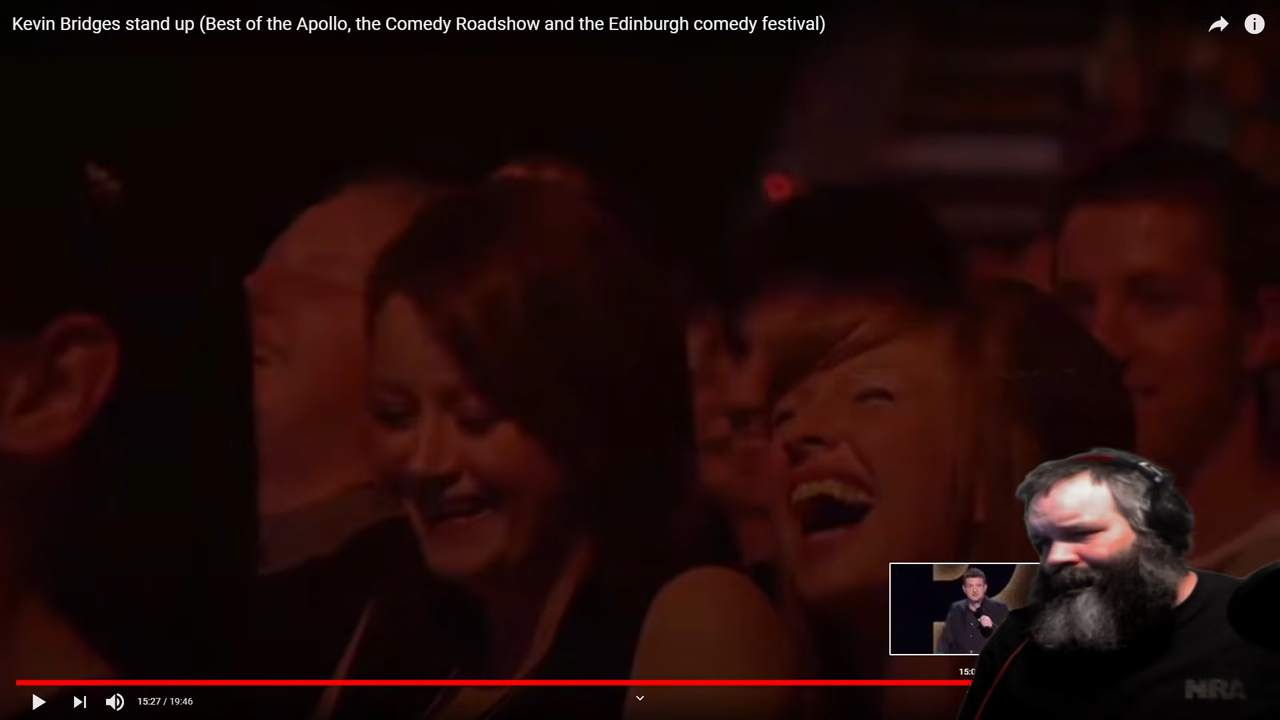 Kevin Bridges stand up (Best of the Apollo, the Comedy Roadshow and the Edinburgh comedy festival)
15:27 / 19:46
NRA